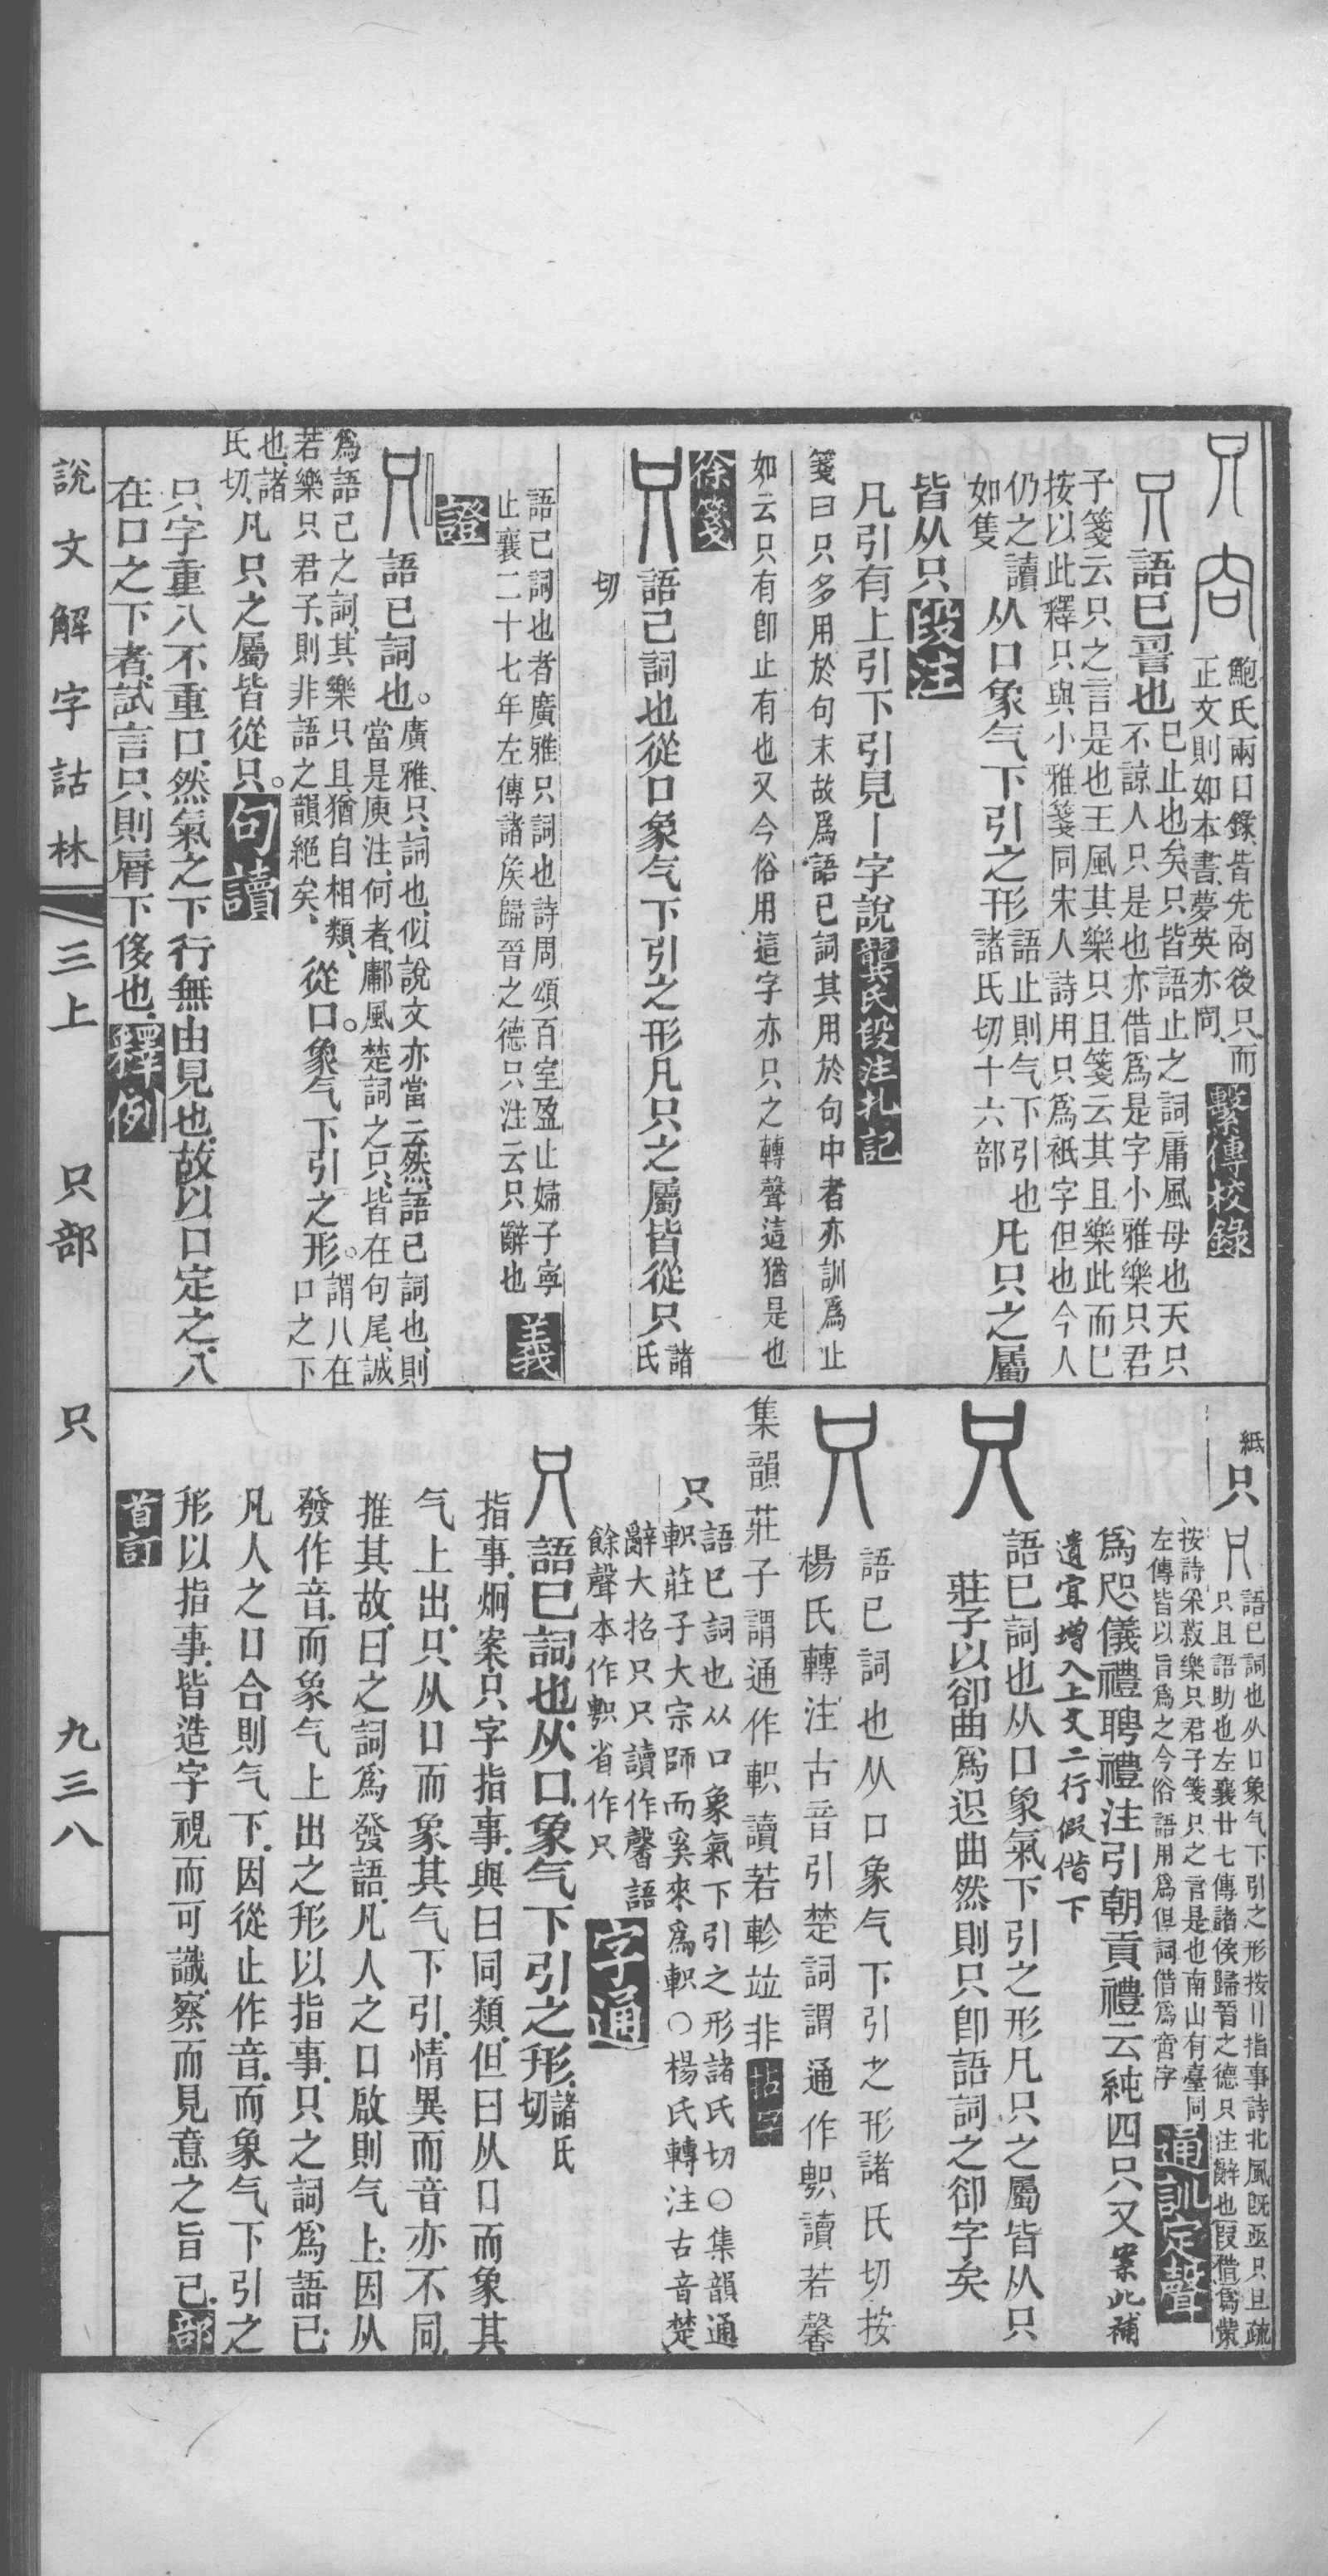 只 㕯 鮑氏兩口錄皆先㕯後只而
正文則如本書夢英亦同 繫傳校錄
只 語巳䛐也 巳止也矣只皆語止之詞庸風母也天只
不諒人只是也亦借爲是字小雅樂只君
子箋云只之言是也王風其樂只且箋云其且樂此而巳
按以此釋只與小雅箋同宋人詩用只爲祇字但也今人
仍之讀
如隻 从口象气下引之形 語止則气下引也
諸氏切十六部 凡只之屬
皆从只 段注
凡引有上引下引見丨字說 龔氏段注札記
箋曰只多用於句末故爲語巳詞其用於句中者亦訓爲止
如云只有卽止有也又今俗用這字亦只之轉聲這猶是也
徐箋
只 語已詞也從口象气下引之形凡只之屬皆從只 諸氏
切
語已詞也者廣雅只詞也詩周頌百室盈止婦子寧
止襄二十七年左傳諸矦歸晉之德只注云只辭也 義
證
只 語已詞也。廣雅、只、詞也、似說文亦當云然、語已詞也、則
當是庾注、何者、鄘風楚詞之只、皆在句尾、誠
爲語已之詞、其樂只且猶自相類、
若樂只君子、則非語之韻絕矣、 從口。象气下引之形。謂八在
口之下
也、諸
氏切、凡只之屬皆從只。句讀
只字重八不重口、然氣之下行無由見也、故以口定之、八
在口之下者、試言只則脣下侈也、釋例
紙
只 只 語已詞也从口象气下引之形按〡〡指事詩北風旣亟只且疏
只且語助也左襄廿七傳諸侯歸晉之德只注辭也叚借爲
按詩采菽樂只君子箋只之言是也南山有臺同
左傳皆以旨爲之今俗語用爲但詞借爲啻字 通訓定聲
爲咫儀禮聘禮注引朝貢禮云純四只又案此補
遺宜增入上文二行假借下
只 語巳詞也从口象氣下引之形凡只之屬皆从只
莊子以卻曲爲迟曲然則只卽語詞之卻字矣
只 語已詞也从口象气下引之形諸氏切按
楊氏轉注古音引楚詞謂通作䙷讀若馨
集韻莊子謂通作軹讀若軫竝非 拈字
只 語巳詞也从口象氣下引之形諸氏切○集韻通
軹莊子大宗師而奚來爲軹○楊氏轉注古音楚
辭大招只只讀作馨語
餘聲本作䙷省作只 字通
只 語巳詞也从口、象气下引之形、諸氏
切
指事、炯案、只字指事、與曰同類、但曰从口而象其
气上出、只从口而象其气下引、情異而音亦不同、
推其故、曰之詞爲發語、凡人之口啟則气上、因从
發作音、而象气上出之形以指事、只之詞爲語巳、
凡人之口合則气下、因從止作音、而象气下引之
形以指事、皆造字視而可識、察而見意之旨已、部
首訂
說文解字詁林 三上 只部 只 九三八